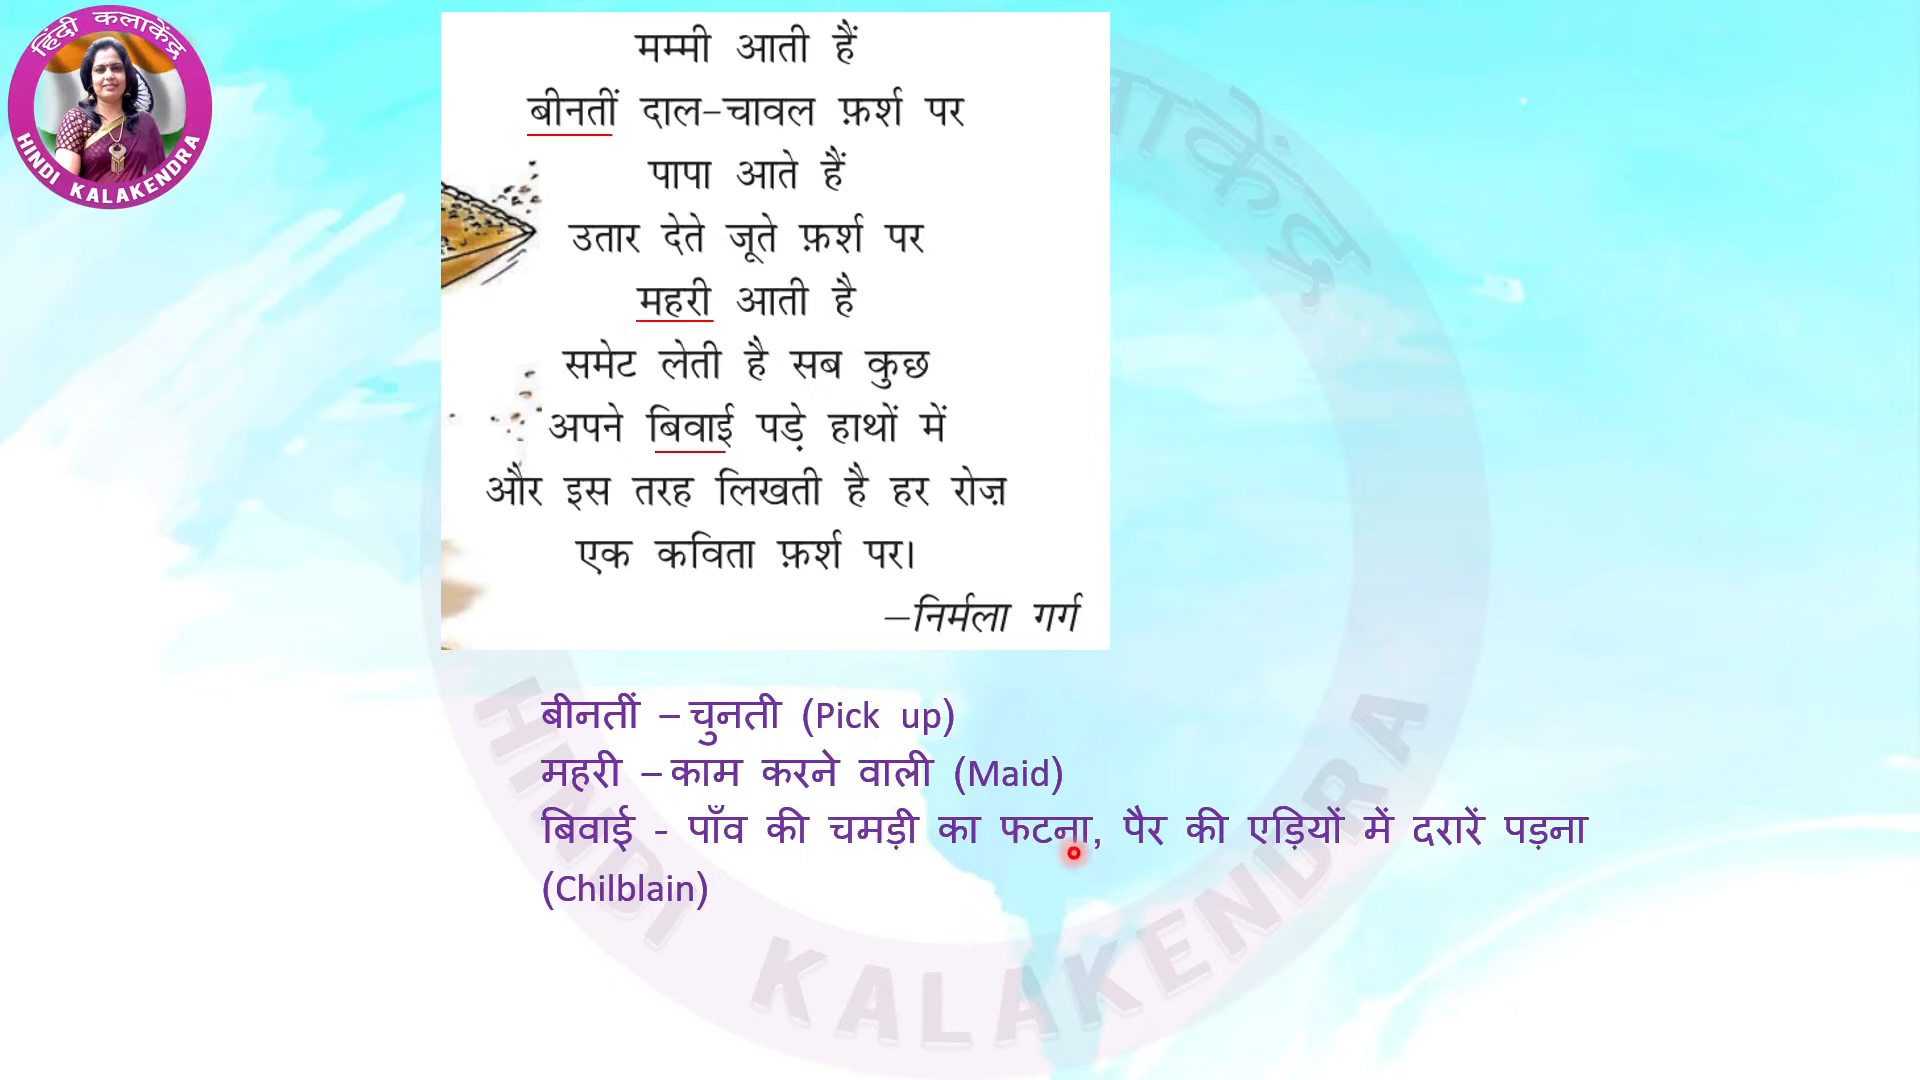 हिंदी कलाकेंद्र
HINDI KALAKENDRA
मम्मी आती हैं
बीनतीं दाल-चावल फ़र्श पर
पापा आते हैं
उतार देते जूते फ़र्श पर
महरी आती है
समेट लेती है सब कुछ
अपने बिवाई पड़े हाथों में
और इस तरह लिखती है हर रोज़
एक कविता फ़र्श पर।
–निर्मला गर्ग
बीनतीं – चुनती (Pick up)
महरी – काम करने वाली (Maid)
बिवाई - पाँव की चमड़ी का फटना, पैर की एड़ियों में दरारें पड़ना
(Chilblain)
लाकेंद्र
HINDI KALAKENDRA